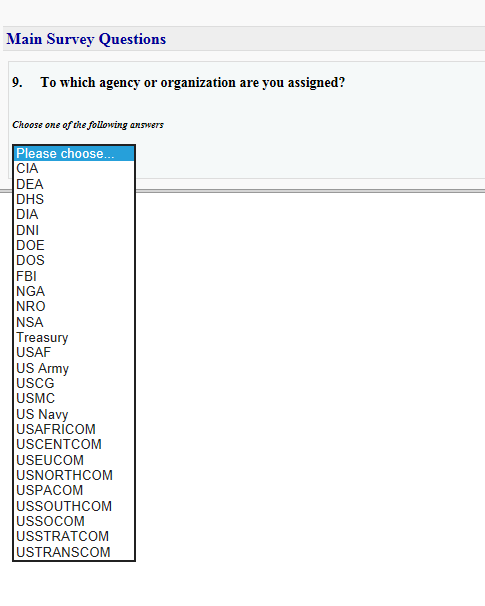 Main Survey Questions
9. To which agency or organization are you assigned?
Choose one of the following answers
Please choose...
CIA
DEA
DHS
DIA
DNI
DOE
DOS
FBI
NGA
NRO
NSA
Treasury
USAF
US Army
USCG
USMC
US Navy
USAFRICOM
USCENTCOM
USEUCOM
USNORTHCOM
USPACOM
USSOUTHCOM
USSOCOM
USSTRATCOM
USTRANSCOM